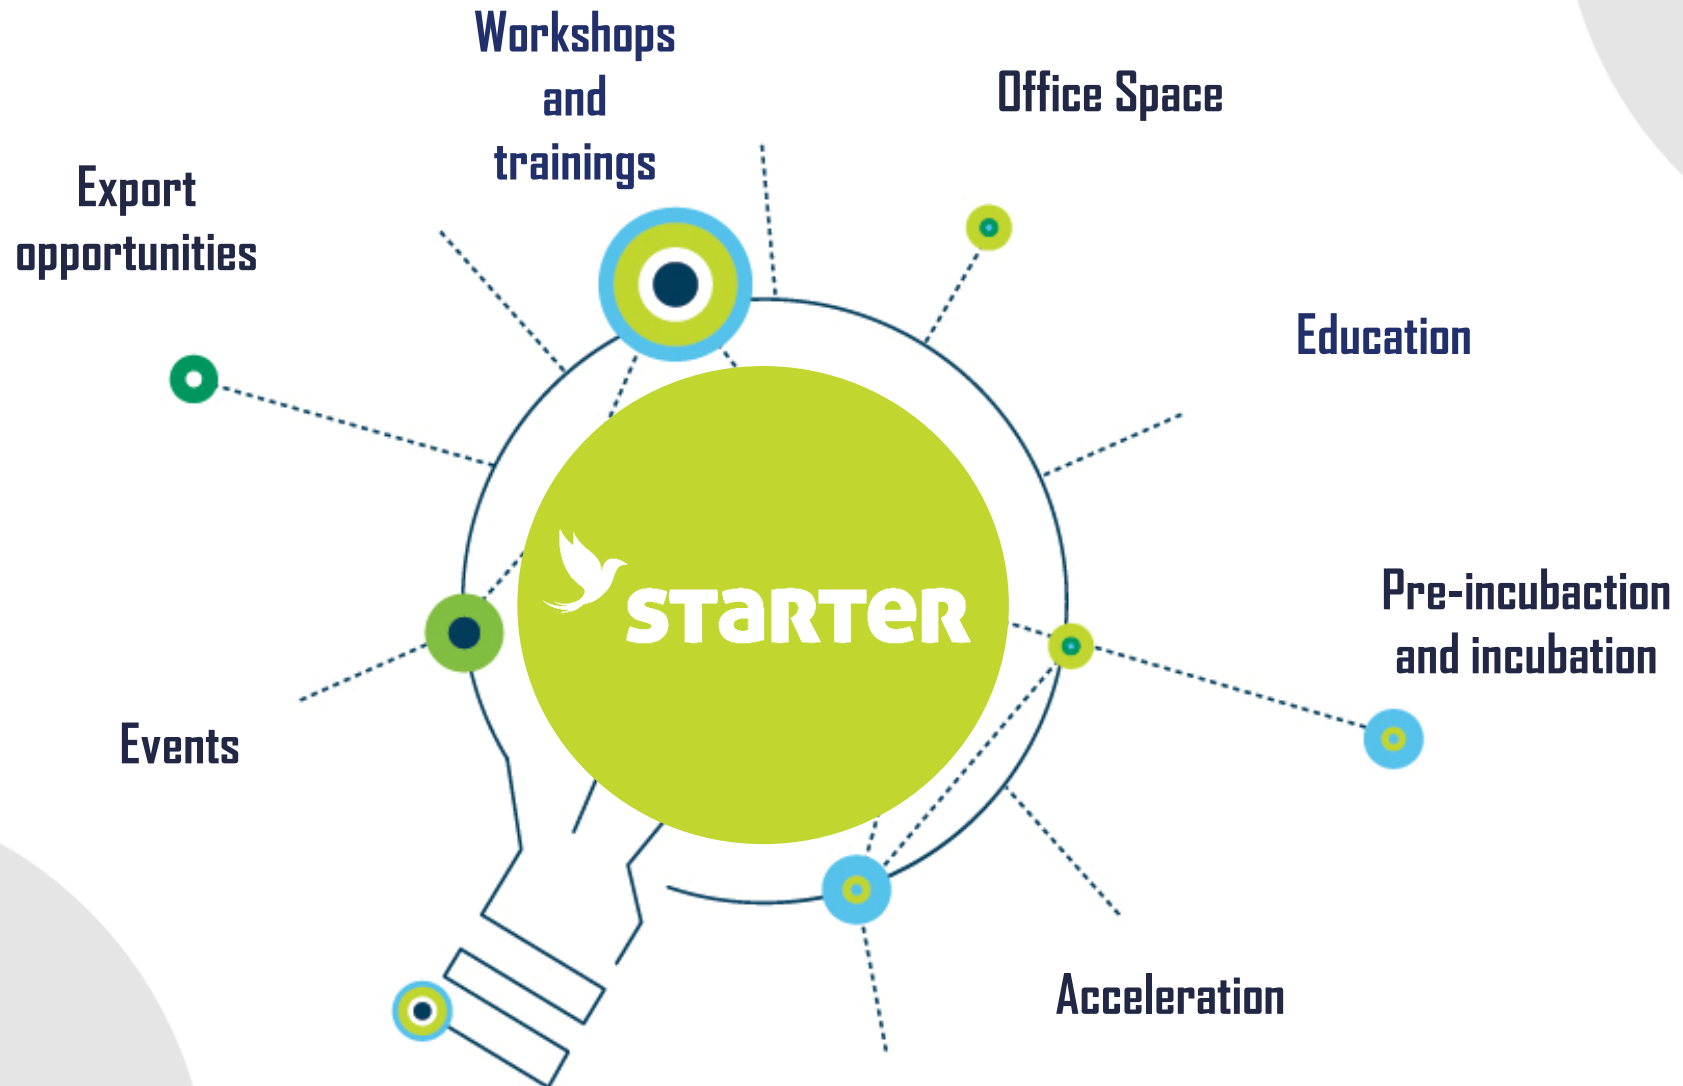 Workshops
and
trainings
Office Space
Export
opportunities
Education
STaRTeR
Pre-incubaction
and incubation
Events
Acceleration